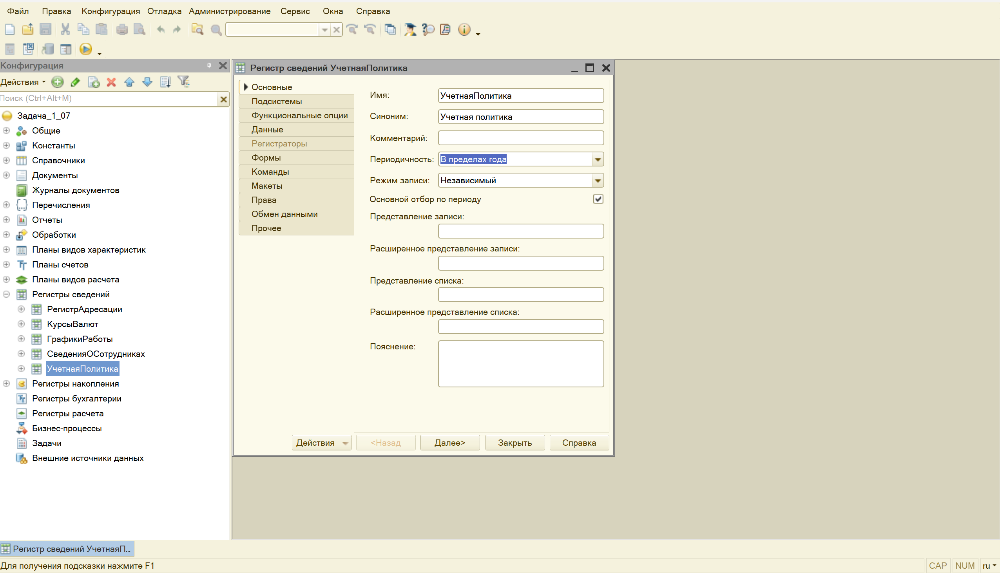 Файл Правка Конфигурация Отладка Администрирование Сервис Окна Справка
Конфигурация
Действия
Поиск (Ctrl+Alt+M)
Задача_1_07
Общие
Константы
Справочники
Документы
Журналы документов
Перечисления
Отчеты
Обработки
Планы видов характеристик
Планы счетов
Планы видов расчета
Регистры сведений
РегистрАдресации
КурсыВалют
ГрафикиРаботы
СведенияОСотрудниках
УчетнаяПолитика
Регистры накопления
Регистры бухгалтерии
Регистры расчета
Бизнес-процессы
Задачи
Внешние источники данных
Регистр сведений УчетнаяПолитика
Основные
Подсистемы
Функциональные опции
Данные
Регистраторы
Формы
Команды
Макеты
Права
Обмен данными
Прочее
Имя: УчетнаяПолитика
Синоним: Учетная политика
Комментарий:
Периодичность: В пределах года
Режим записи: Независимый
Основной отбор по периоду
Представление записи:
Расширенное представление записи:
Представление списка:
Расширенное представление списка:
Пояснение:
Действия <Назад Далее> Закрыть Справка
Регистр сведений УчетнаяП...
Для получения подсказки нажмите F1 CAP NUM ru